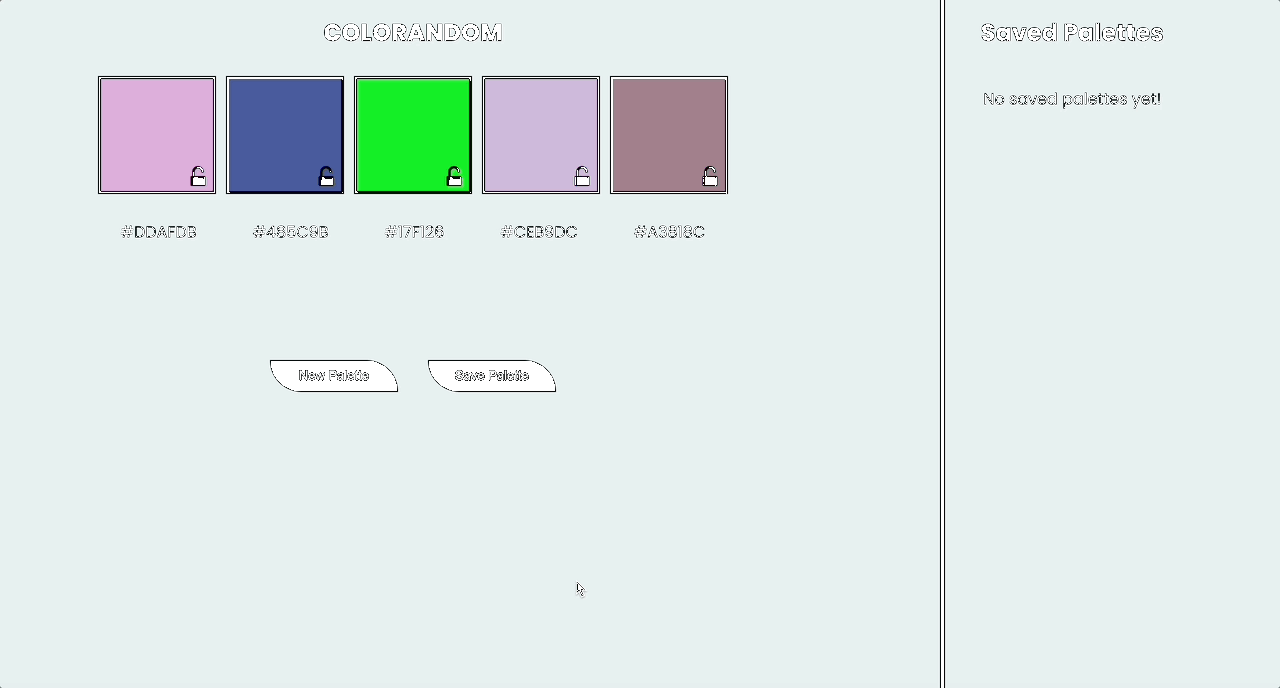 COLORANDOM
Saved Palettes
No saved palettes yet!
#DDAFDB #485C9B #17F126 #CEB9DC #A3818C
New Palette Save Palette